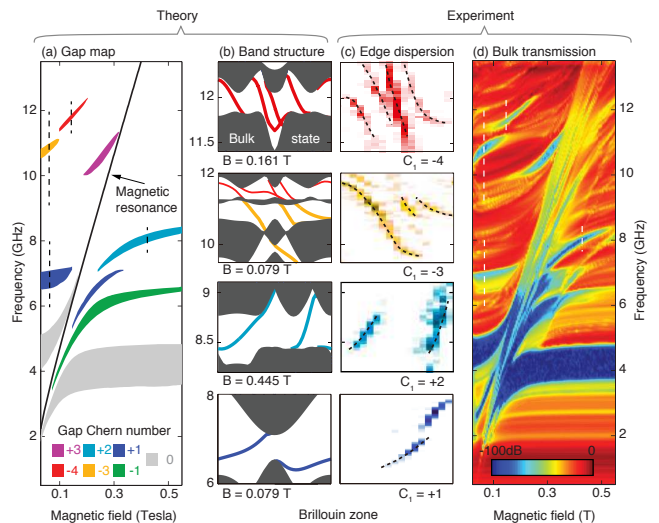 Theory
Experiment
(a) Gap map
(b) Band structure
(c) Edge dispersion
(d) Bulk transmission
Frequency (GHz)
12
10
8
6
4
2
Magnetic resonance
Gap Chern number
+3 +2 +1 0
-4 -3 -1
0.1 0.3 0.5
Magnetic field (Tesla)
12
11.5
Bulk state
B = 0.161 T
C1 = -4
12
11
10
B = 0.079 T
C1 = -3
9
8.5
B = 0.445 T
C1 = +2
8
6
B = 0.079 T
C1 = +1
Brillouin zone
Frequency (GHz)
12
10
8
6
4
2
-100dB 0
0.1 0.3 0.5
Magnetic field (T)